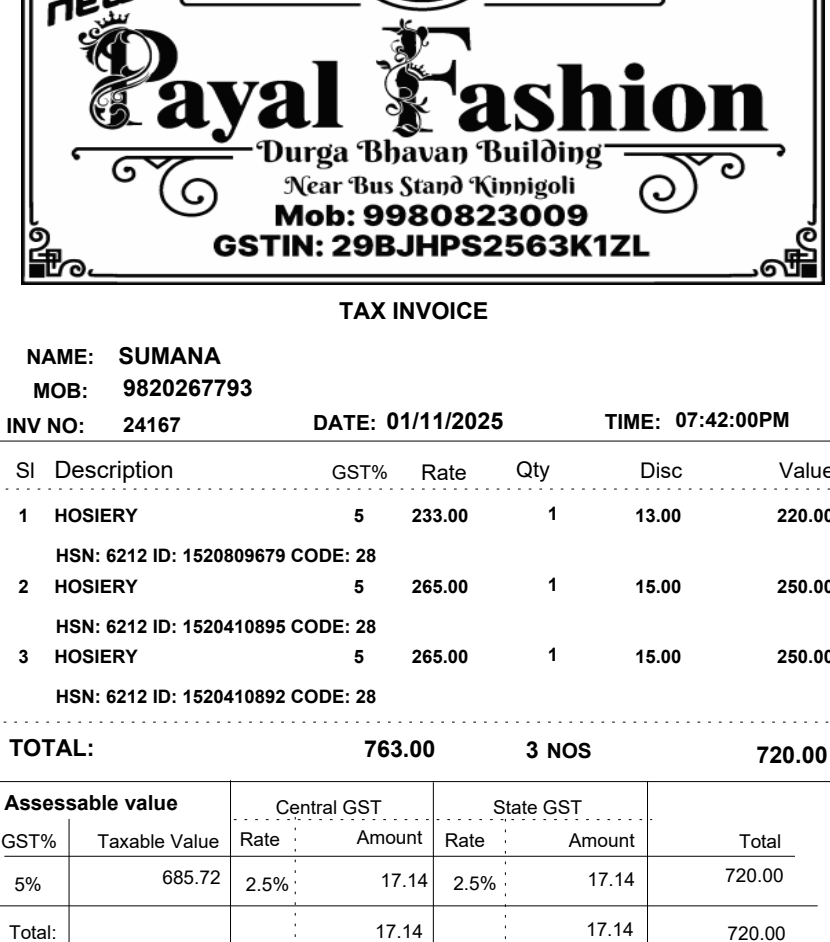 new
Payal Fashion
Durga Bhavan Building
Near Bus Stand Kinnigoli
Mob: 9980823009
GSTIN: 29BJHPS2563K1ZL
TAX INVOICE
NAME: SUMANA
MOB: 9820267793
INV NO: 24167 DATE: 01/11/2025 TIME: 07:42:00PM
Sl Description GST% Rate Qty Disc Value
1 HOSIERY 5 233.00 1 13.00 220.00
HSN: 6212 ID: 1520809679 CODE: 28
2 HOSIERY 5 265.00 1 15.00 250.00
HSN: 6212 ID: 1520410895 CODE: 28
3 HOSIERY 5 265.00 1 15.00 250.00
HSN: 6212 ID: 1520410892 CODE: 28
TOTAL: 763.00 3 NOS 720.00
Assessable value Central GST State GST
GST% Taxable Value Rate Amount Rate Amount Total
5% 685.72 2.5% 17.14 2.5% 17.14 720.00
Total: 17.14 17.14 720.00